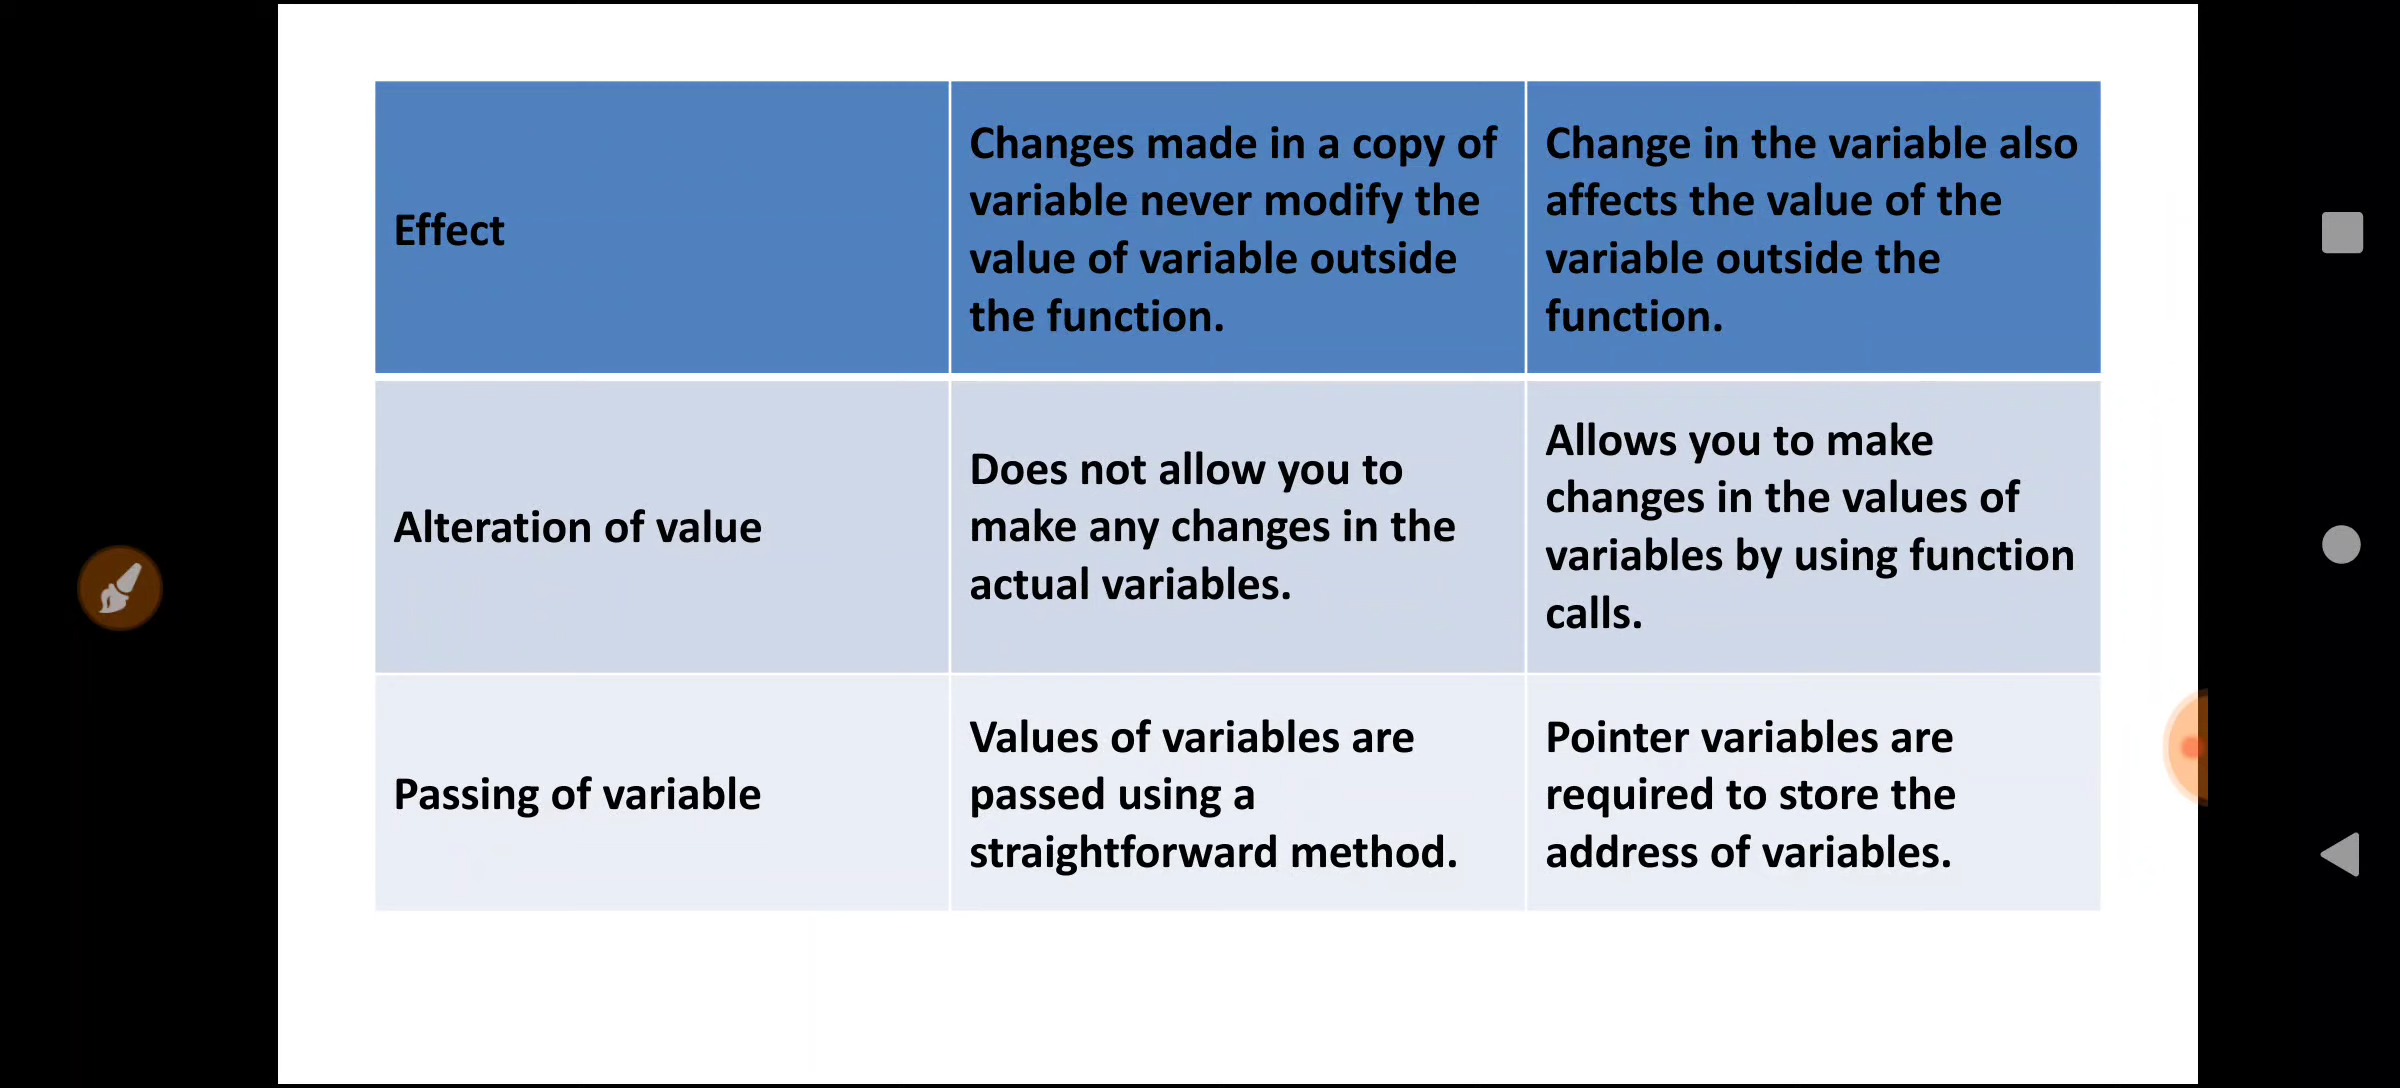 Effect
Changes made in a copy of
variable never modify the
value of variable outside
the function.
Change in the variable also
affects the value of the
variable outside the
function.
Alteration of value
Does not allow you to
make any changes in the
actual variables.
Allows you to make
changes in the values of
variables by using function
calls.
Passing of variable
Values of variables are
passed using a
straightforward method.
Pointer variables are
required to store the
address of variables.